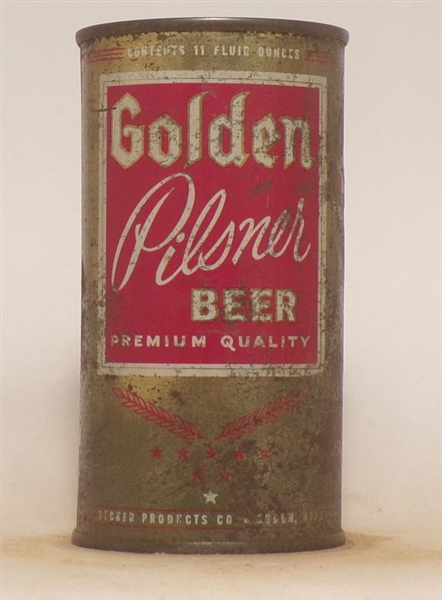 CONTENTS 11 FLUID OUNCES
Golden
Pilsner
BEER
PREMIUM QUALITY
BECKER PRODUCTS CO